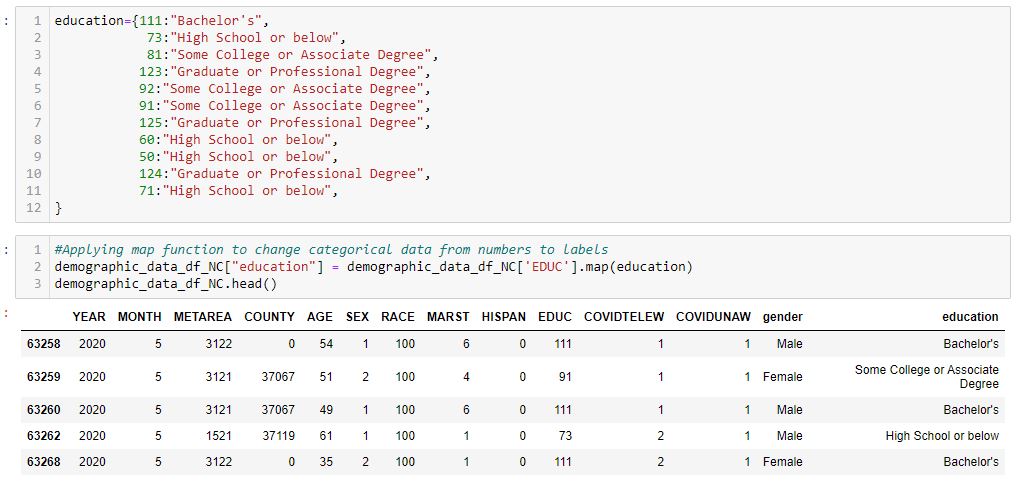 : 1 education={111:"Bachelor's",
2 73:"High School or below",
3 81:"Some College or Associate Degree",
4 123:"Graduate or Professional Degree",
5 92:"Some College or Associate Degree",
6 91:"Some College or Associate Degree",
7 125:"Graduate or Professional Degree",
8 60:"High School or below",
9 50:"High School or below",
10 124:"Graduate or Professional Degree",
11 71:"High School or below",
12 }
: 1 #Applying map function to change categorical data from numbers to labels
2 demographic_data_df_NC["education"] = demographic_data_df_NC['EDUC'].map(education)
3 demographic_data_df_NC.head()
: YEAR MONTH METAREA COUNTY AGE SEX RACE MARST HISPAN EDUC COVIDTELEW COVIDUNAW gender education
63258 2020 5 3122 0 54 1 100 6 0 111 1 1 Male Bachelor's
63259 2020 5 3121 37067 51 2 100 4 0 91 1 1 Female Some College or Associate
Degree
63260 2020 5 3121 37067 49 1 100 6 0 111 1 1 Male Bachelor's
63262 2020 5 1521 37119 61 1 100 1 0 73 2 1 Male High School or below
63268 2020 5 3122 0 35 2 100 1 0 111 2 1 Female Bachelor's